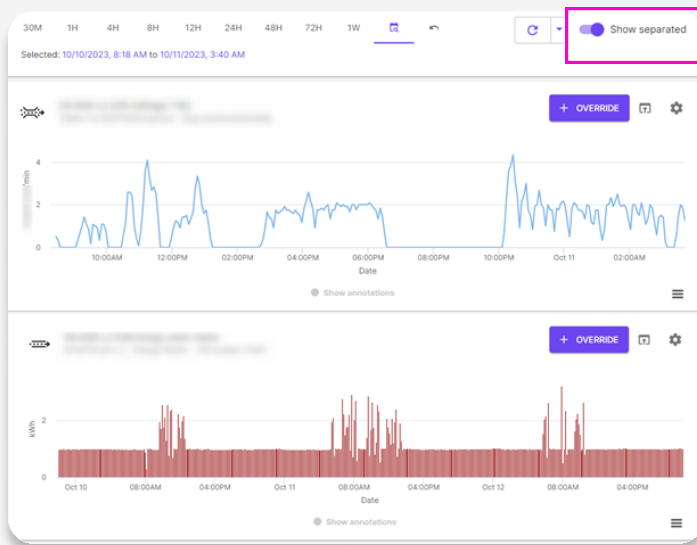 30M 1H 4H 8H 12H 24H 48H 72H 1W Show separated
Selected: 10/10/2023, 8:18 AM to 10/11/2023, 3:40 AM
+ OVERRIDE
4
2
0
/min
10:00AM 12:00PM 02:00PM 04:00PM 06:00PM 08:00PM 10:00PM Oct 11 02:00AM
Date
Show annotations
+ OVERRIDE
2
0
kWh
Oct 10 08:00AM 04:00PM Oct 11 08:00AM 04:00PM Oct 12 08:00AM 04:00PM
Date
Show annotations